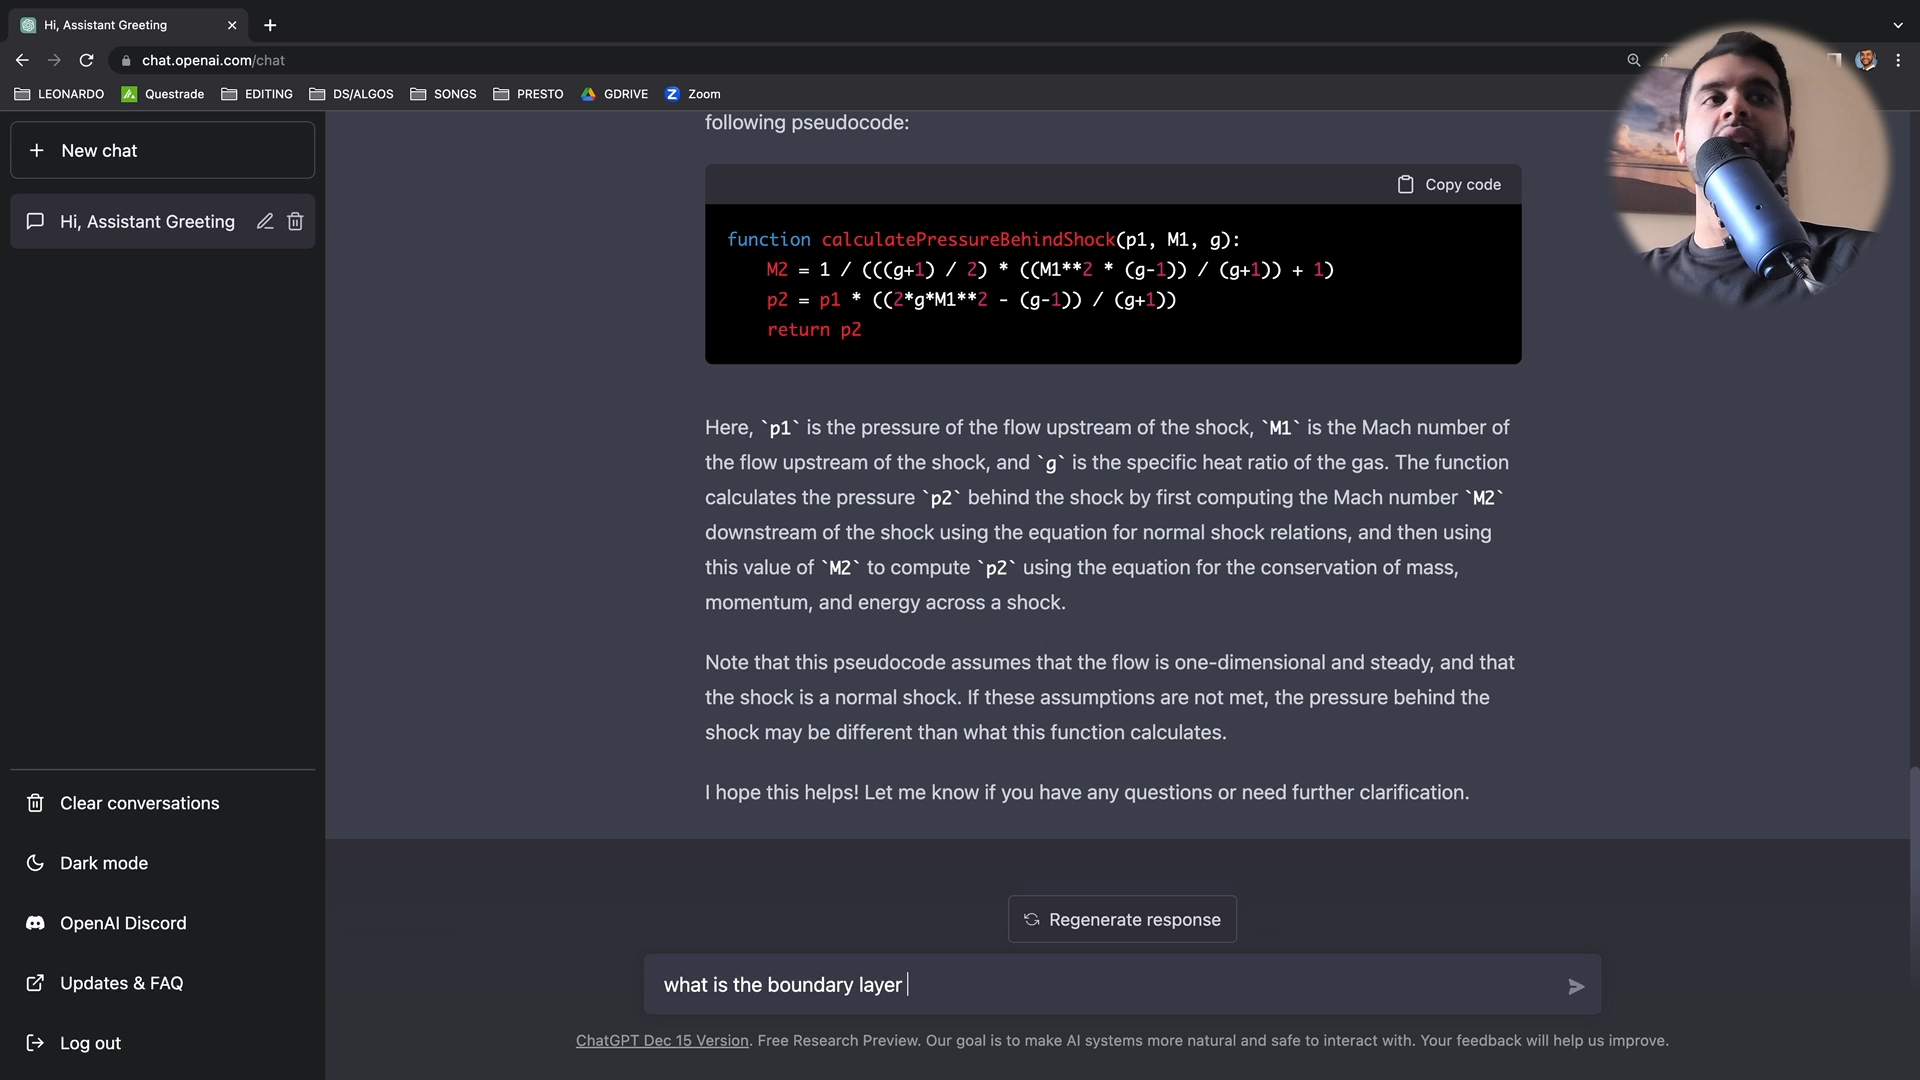 Hi, Assistant Greeting
chat.openai.com/chat
LEONARDO Questrade EDITING DS/ALGOS SONGS PRESTO GDRIVE Zoom
New chat
Hi, Assistant Greeting
Clear conversations
Dark mode
OpenAI Discord
Updates & FAQ
Log out
following pseudocode:
Copy code
function calculatePressureBehindShock(p1, M1, g):
M2 = 1 / (((g+1) / 2) * ((M1**2 * (g-1)) / (g+1)) + 1)
p2 = p1 * ((2*g*M1**2 - (g-1)) / (g+1))
return p2
Here, `p1` is the pressure of the flow upstream of the shock, `M1` is the Mach number of
the flow upstream of the shock, and `g` is the specific heat ratio of the gas. The function
calculates the pressure `p2` behind the shock by first computing the Mach number `M2`
downstream of the shock using the equation for normal shock relations, and then using
this value of `M2` to compute `p2` using the equation for the conservation of mass,
momentum, and energy across a shock.
Note that this pseudocode assumes that the flow is one-dimensional and steady, and that
the shock is a normal shock. If these assumptions are not met, the pressure behind the
shock may be different than what this function calculates.
I hope this helps! Let me know if you have any questions or need further clarification.
Regenerate response
what is the boundary layer
ChatGPT Dec 15 Version. Free Research Preview. Our goal is to make AI systems more natural and safe to interact with. Your feedback will help us improve.